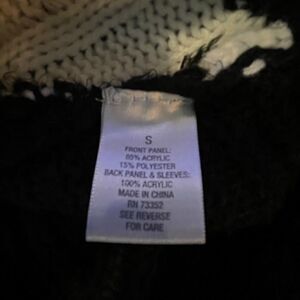 S
FRONT PANEL:
85% ACRYLIC
15% POLYESTER
BACK PANEL & SLEEVES:
100% ACRYLIC
MADE IN CHINA
RN 73352
SEE REVERSE
FOR CARE